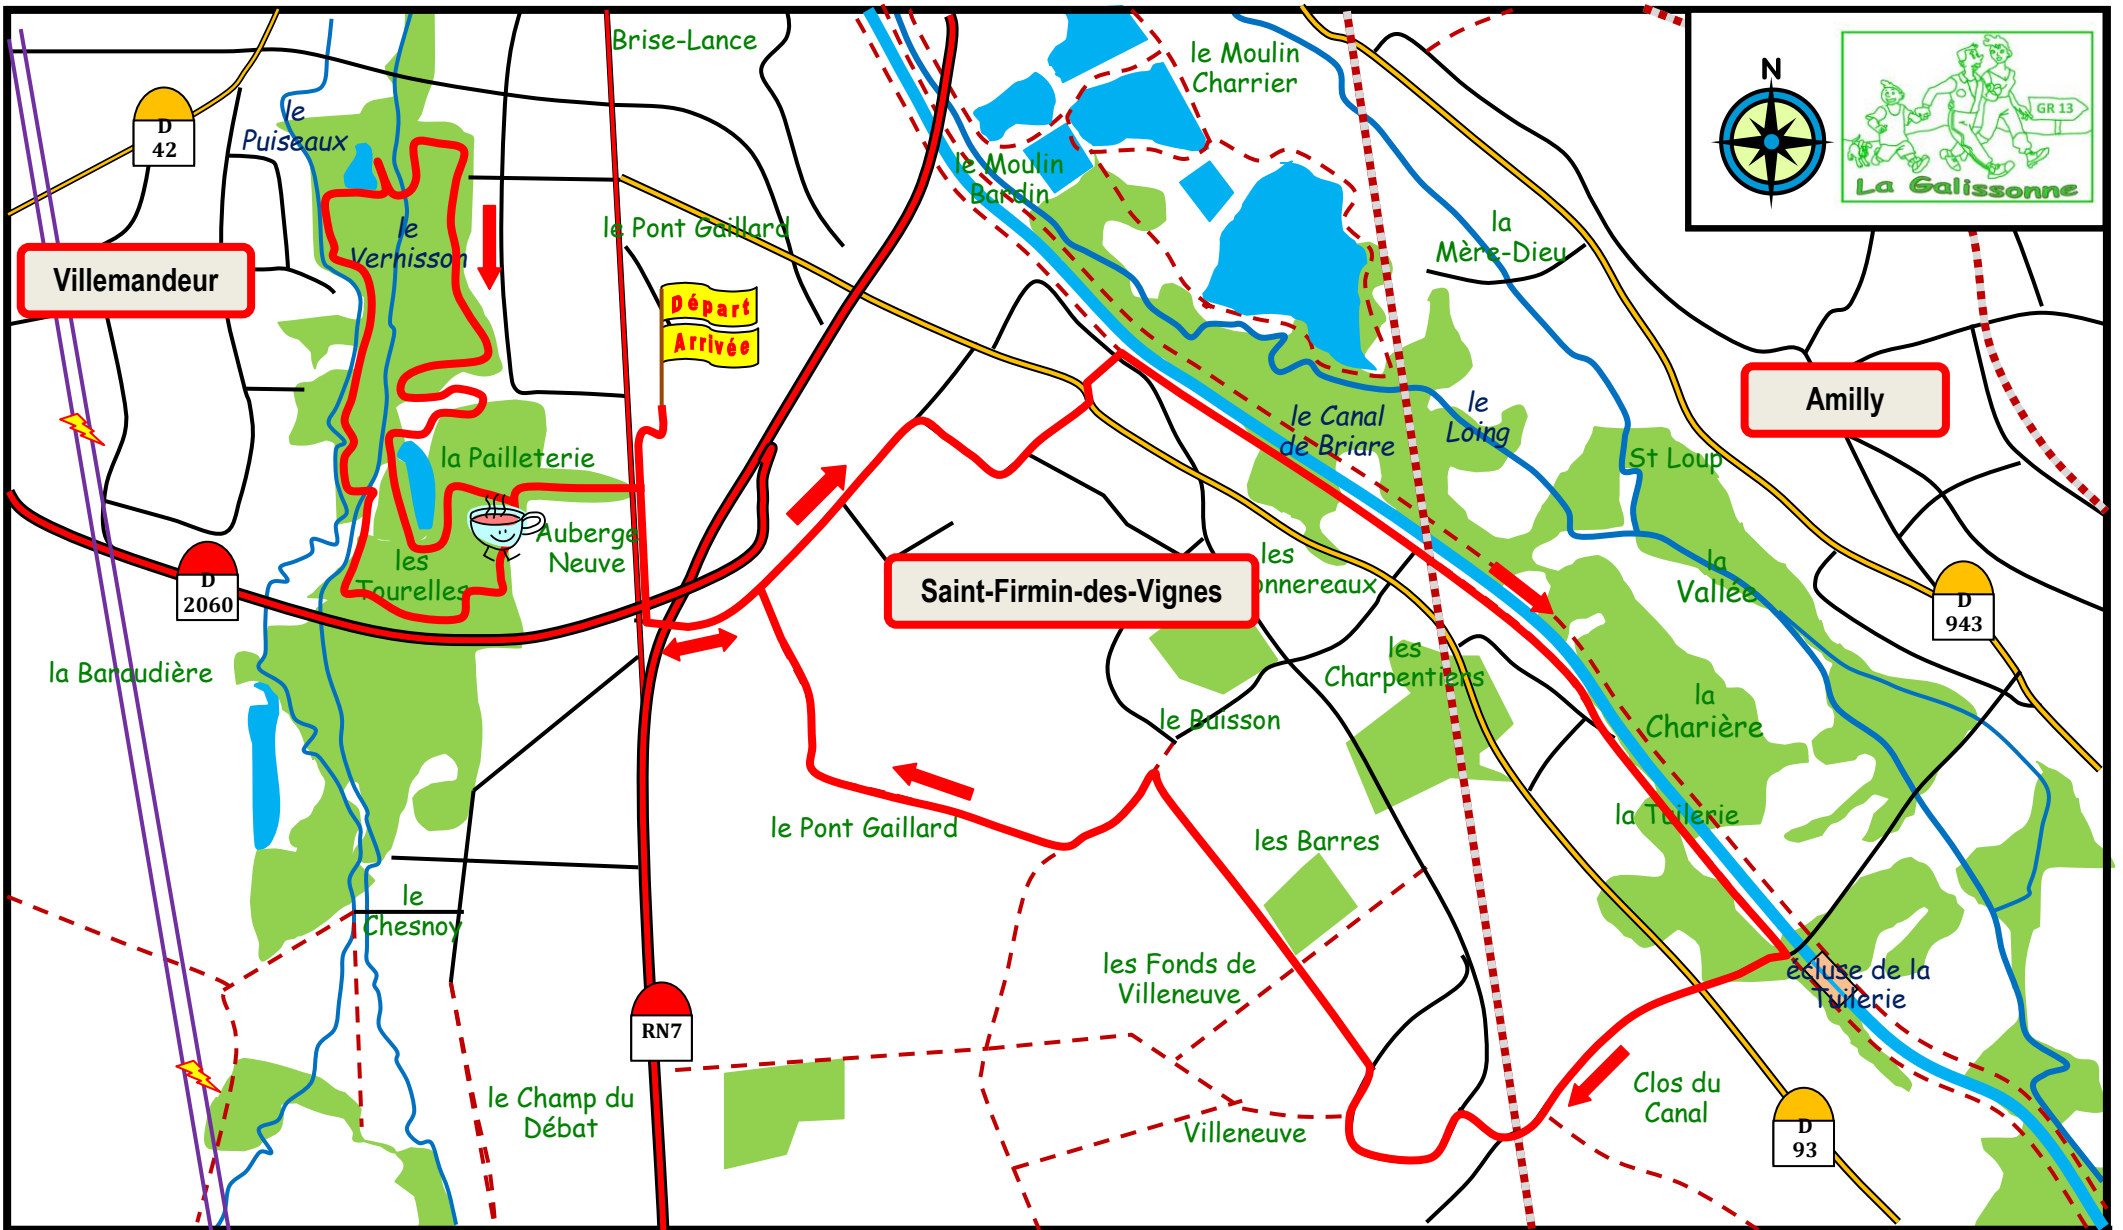 Brise-Lance
le Moulin
Charrier
N
GR 13
La Galissonne
D
42
le
Puiseaux
le Moulin
Bardin
le
Vernisson
le Pont Gaillard
la
Mère-Dieu
Villemandeur
Départ
Arrivée
Amilly
le Canal
de Briare
le
Loing
la Pailleterie
St Loup
Auberge
Neuve
les
Tourelles
D
2060
Saint-Firmin-des-Vignes
les
onnereaux
la
Vallée
D
943
la Baraudière
les
Charpentiers
le Buisson
la
Charière
le Pont Gaillard
les Barres
la Tuilerie
le
Chesnoy
les Fonds de
Villeneuve
écluse de la
Tuilerie
RN7
le Champ du
Débat
Villeneuve
Clos du
Canal
D
93